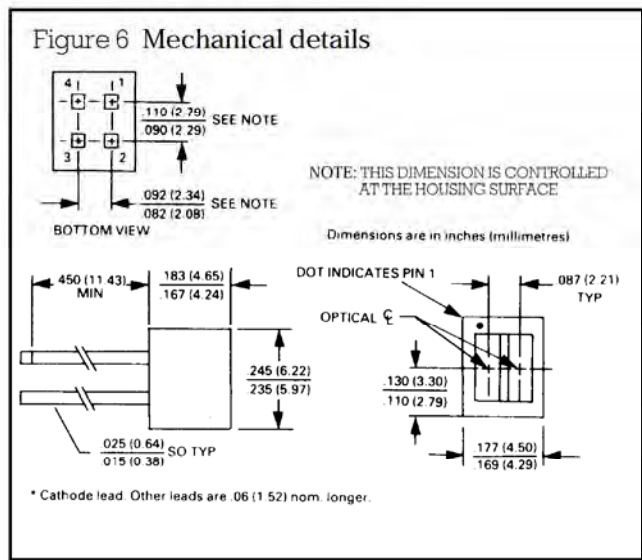 Figure 6 Mechanical details
4 1
.110 (2.79)
.090 (2.29)
SEE NOTE
3 2
.092 (2.34)
.082 (2.08)
SEE NOTE
BOTTOM VIEW
NOTE: THIS DIMENSION IS CONTROLLED
AT THE HOUSING SURFACE
Dimensions are in inches (millimetres)
450 (11.43)
MIN
183 (4.65)
.167 (4.24)
.245 (6.22)
.235 (5.97)
.025 (0.64)
.015 (0.38)
SO TYP
DOT INDICATES PIN 1
.087 (2.21)
TYP
OPTICAL ℄
.130 (3.30)
.110 (2.79)
.177 (4.50)
.169 (4.29)
* Cathode lead. Other leads are .06 (1.52) nom. longer.